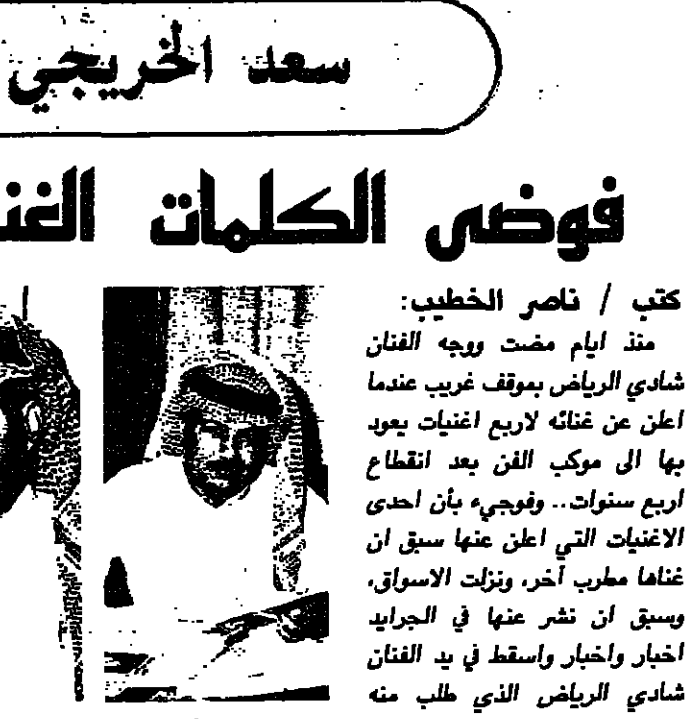 سعد الخريجي
فوضى الكلمات الغنـ
كتب / ناصر الخطيب:
منذ ايام مضت ووجه الفنان
شادي الرياض بموقف غريب عندما
اعلن عن غنائه لاربع اغنيات يعود
بها الى موكب الفن بعد انقطاع
اربع سنوات.. وفوجيء بأن احدى
الاغنيات التي اعلن عنها سبق ان
غناها مطرب آخر، ونزلت الاسواق،
وسبق ان نشر عنها في الجرايد
اخبار واخبار واسقط في يد الفنان
شادي الرياض الذي طلب منه